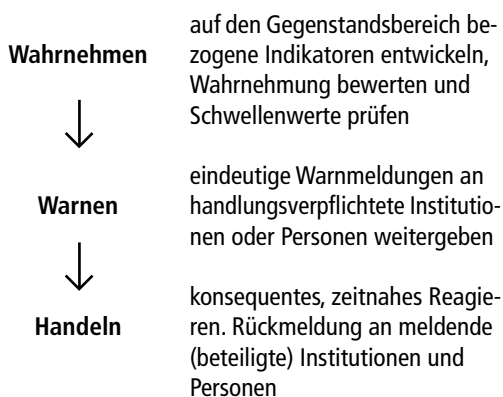 Wahrnehmen
auf den Gegenstandsbereich be-
zogene Indikatoren entwickeln,
Wahrnehmung bewerten und
Schwellenwerte prüfen
Warnen
eindeutige Warnmeldungen an
handlungsverpflichtete Institutio-
nen oder Personen weitergeben
Handeln
konsequentes, zeitnahes Reagie-
ren. Rückmeldung an meldende
(beteiligte) Institutionen und
Personen